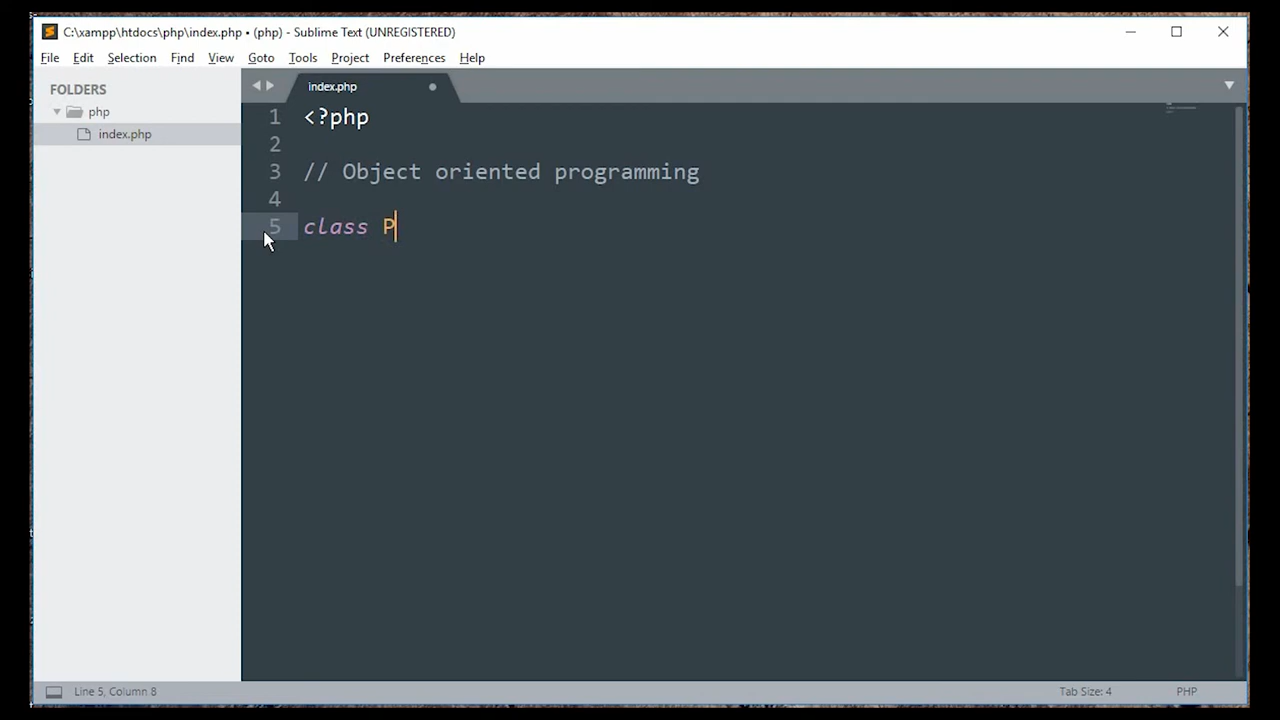 C:\xampp\htdocs\php\index.php • (php) - Sublime Text (UNREGISTERED)
File Edit Selection Find View Goto Tools Project Preferences Help
FOLDERS
php
index.php
index.php
1 <?php
2
3 // Object oriented programming
4
5 class P
Line 5, Column 8
Tab Size: 4
PHP